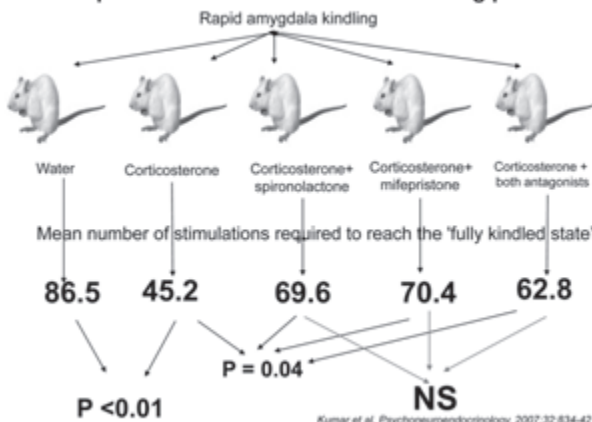 Rapid amygdala kindling
Water
Corticosterone
Corticosterone+
spironolactone
Corticosterone+
mifepristone
Corticosterone +
both antagonists
Mean number of stimulations required to reach the 'fully kindled state'
86.5
45.2
69.6
70.4
62.8
P = 0.04
P <0.01
NS
Kumar et al. Psychoneuroendocrinology, 2007;32:834-42